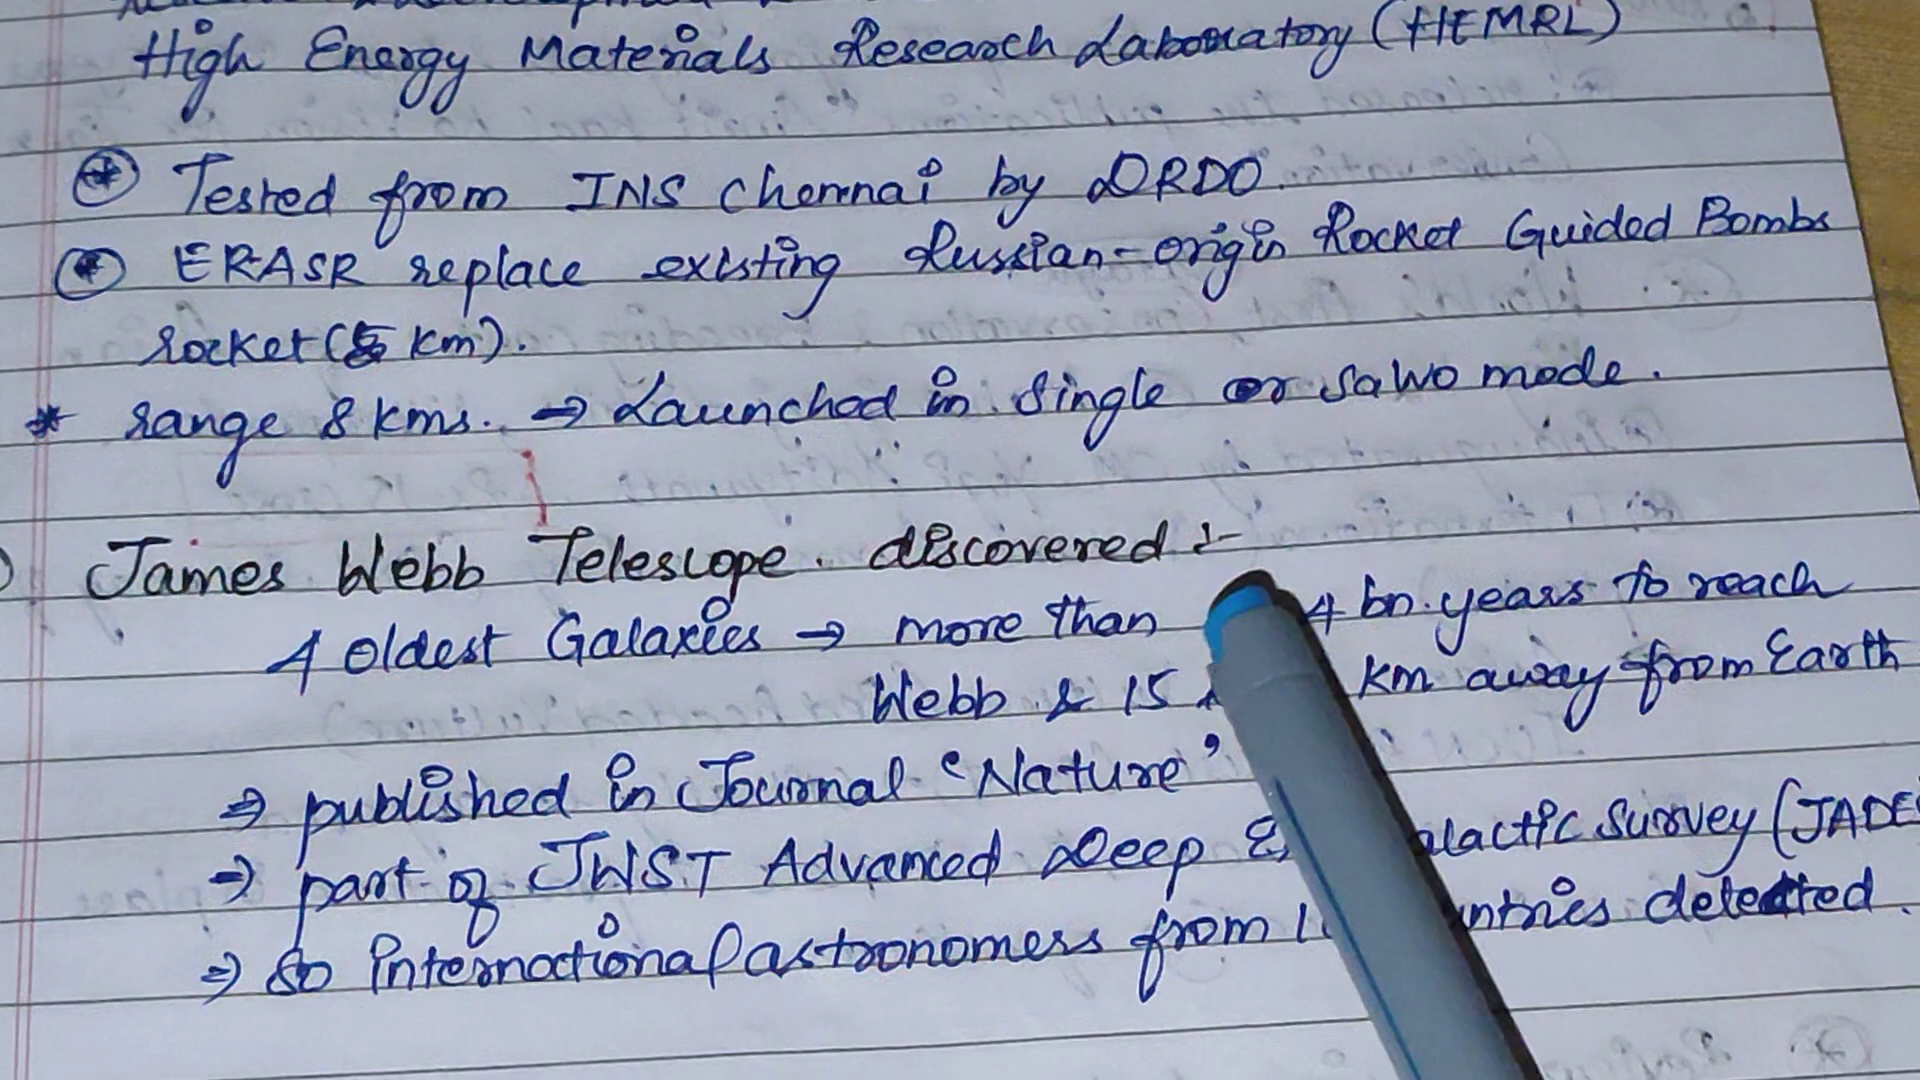 High Energy Materials Research Laboratory (HEMRL)
Tested from INS Chennai by DRDO.
ERASR replace existing Russian-origin Rocket Guided Bombs
rocket (5 km).
* range 8 kms. → Launched in single or salvo mode.
James Webb Telescope. discovered :-
4 oldest Galaxies → more than 4 bn. years to reach
Webb & 15 km away from Earth
⇒ published in Journal 'Nature'
⇒ part of JWST Advanced Deep Survey (JADE
⇒ 80 international astronomers from detected.